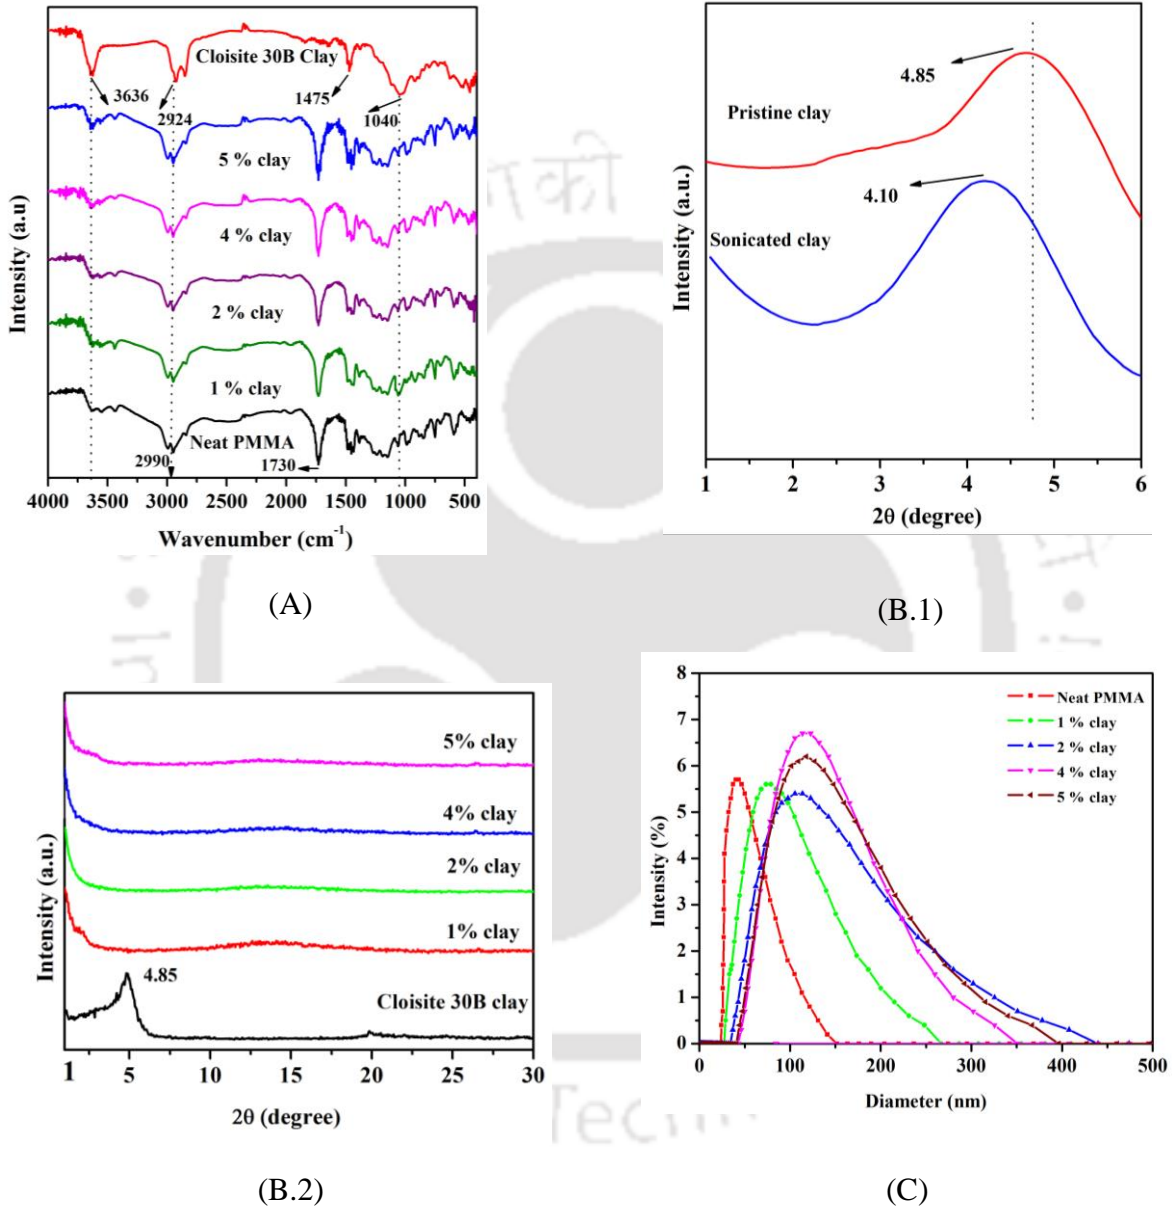 Cloisite 30B Clay
3636
2924
1475
1040
5 % clay
4 % clay
2 % clay
1 % clay
Neat PMMA
2990
1730
Intensity (a.u)
4000 3500 3000 2500 2000 1500 1000 500
Wavenumber (cm⁻¹)
(A)
4.85
Pristine clay
4.10
Sonicated clay
Intensity (a.u.)
1 2 3 4 5 6
2θ (degree)
(B.1)
5% clay
4% clay
2% clay
1% clay
4.85
Cloisite 30B clay
Intensity (a.u.)
1 5 10 15 20 25 30
2θ (degree)
(B.2)
8
7
6
5
4
3
2
1
0
Neat PMMA
1 % clay
2 % clay
4 % clay
5 % clay
Intensity (%)
0 100 200 300 400 500
Diameter (nm)
(C)